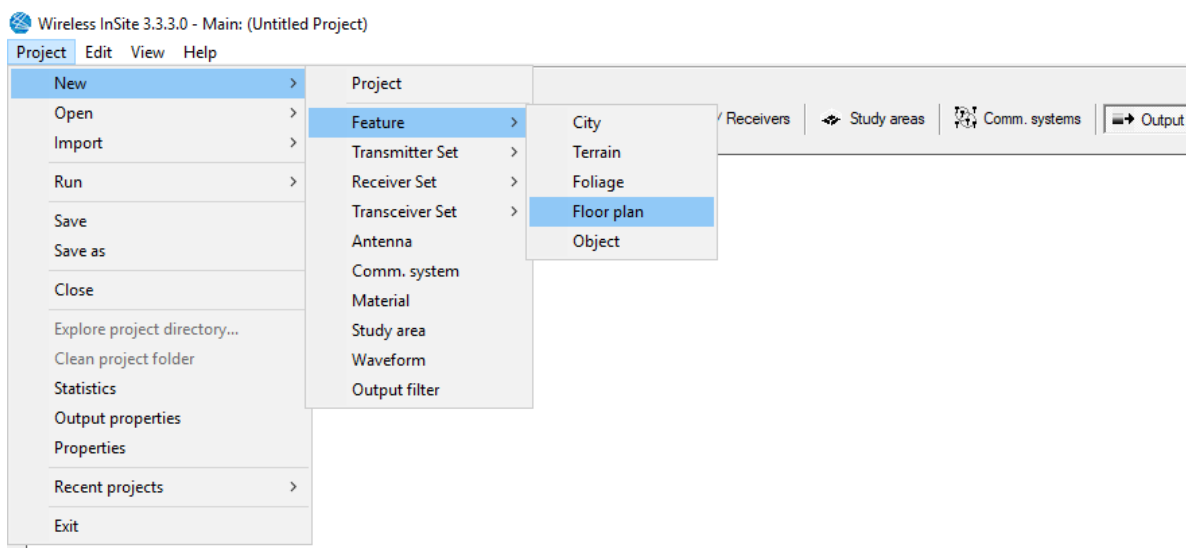 Wireless InSite 3.3.3.0 - Main: (Untitled Project)
Project Edit View Help
New
Open
Import
Run
Save
Save as
Close
Explore project directory...
Clean project folder
Statistics
Output properties
Properties
Recent projects
Exit
Project
Feature
Transmitter Set
Receiver Set
Transceiver Set
Antenna
Comm. system
Material
Study area
Waveform
Output filter
City
Terrain
Foliage
Floor plan
Object
/ Receivers Study areas Comm. systems Output